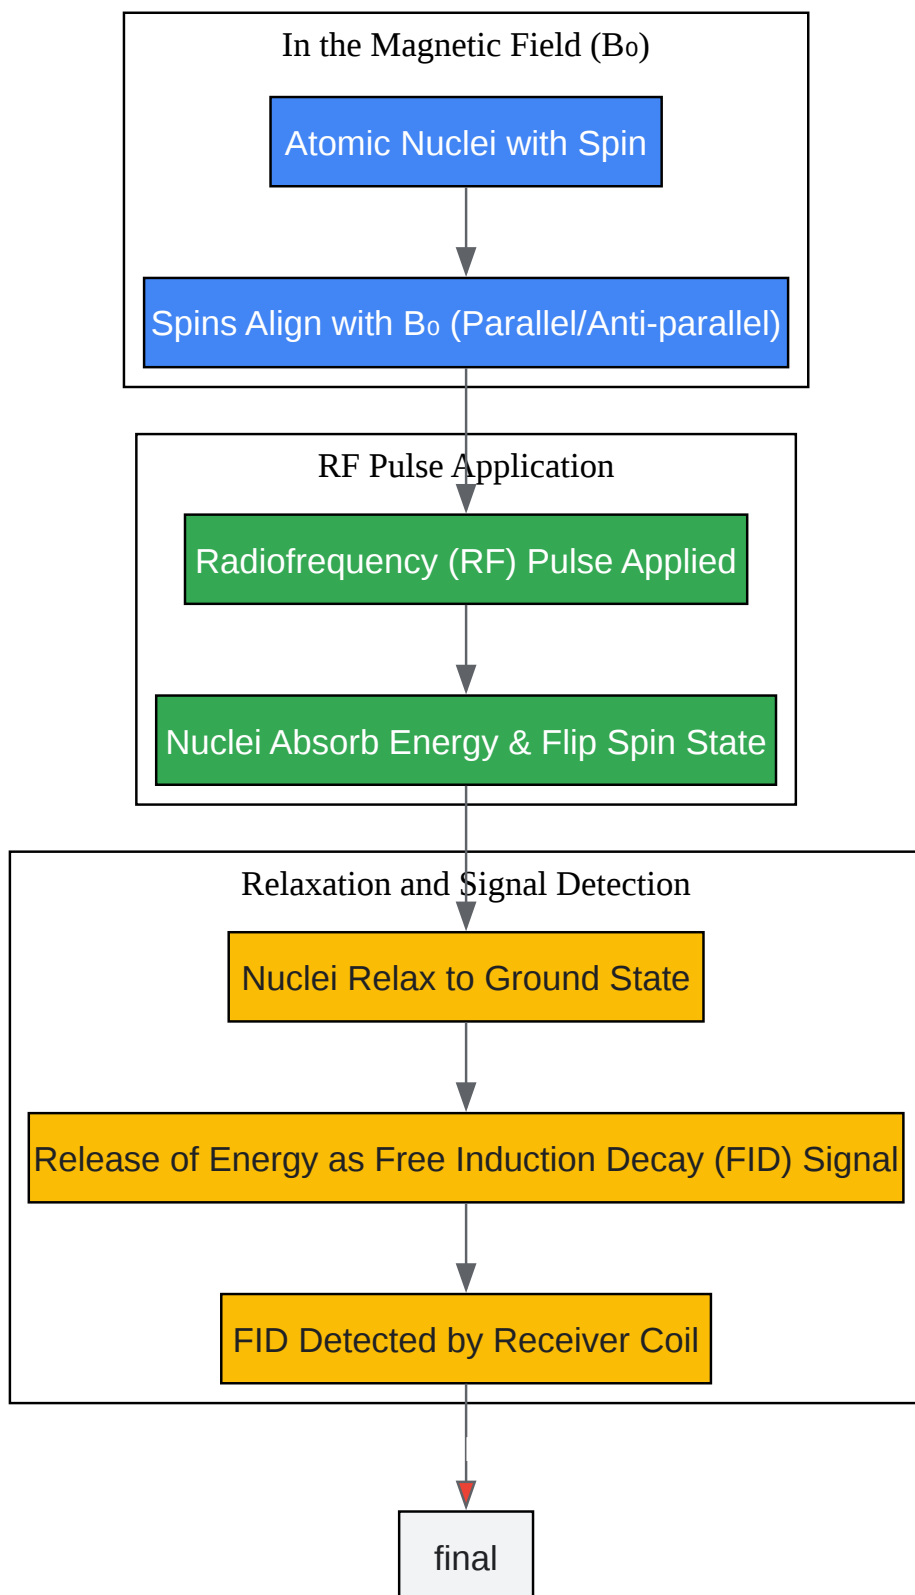 In the Magnetic Field (B₀)
Atomic Nuclei with Spin
Spins Align with B₀ (Parallel/Anti-parallel)
RF Pulse Application
Radiofrequency (RF) Pulse Applied
Nuclei Absorb Energy & Flip Spin State
Relaxation and Signal Detection
Nuclei Relax to Ground State
Release of Energy as Free Induction Decay (FID) Signal
FID Detected by Receiver Coil
final